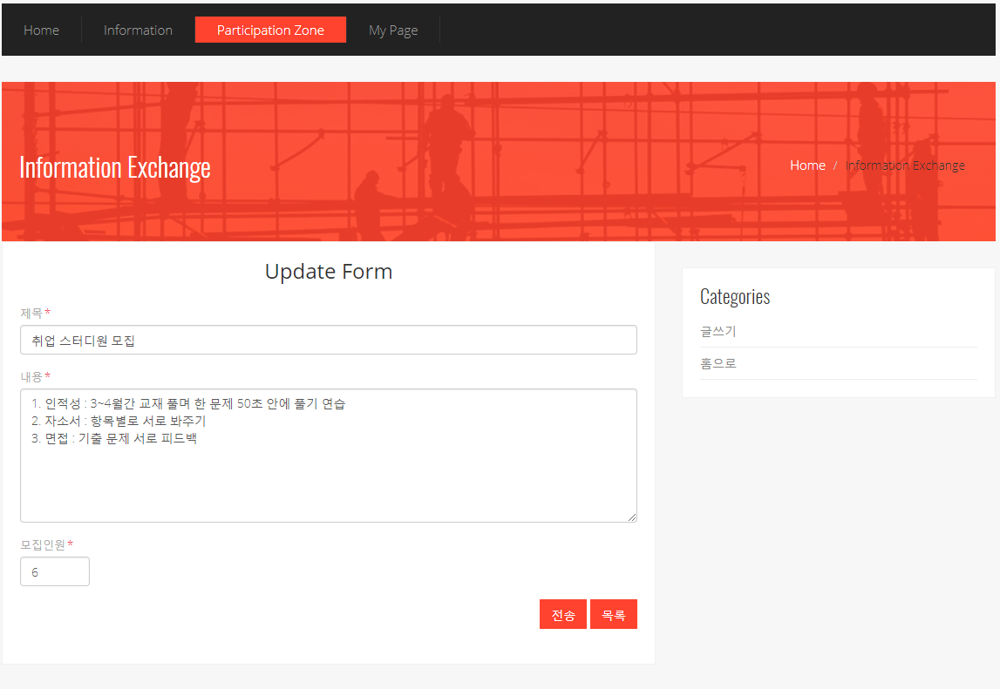 Home Information Participation Zone My Page
Information Exchange
Home / Information Exchange
Update Form
제목 *
취업 스터디원 모집
내용 *
1. 인적성 : 3~4월간 교재 풀며 한 문제 50초 안에 풀기 연습
2. 자소서 : 항목별로 서로 봐주기
3. 면접 : 기출 문제 서로 피드백
모집인원 *
6
전송 목록
Categories
글쓰기
홈으로